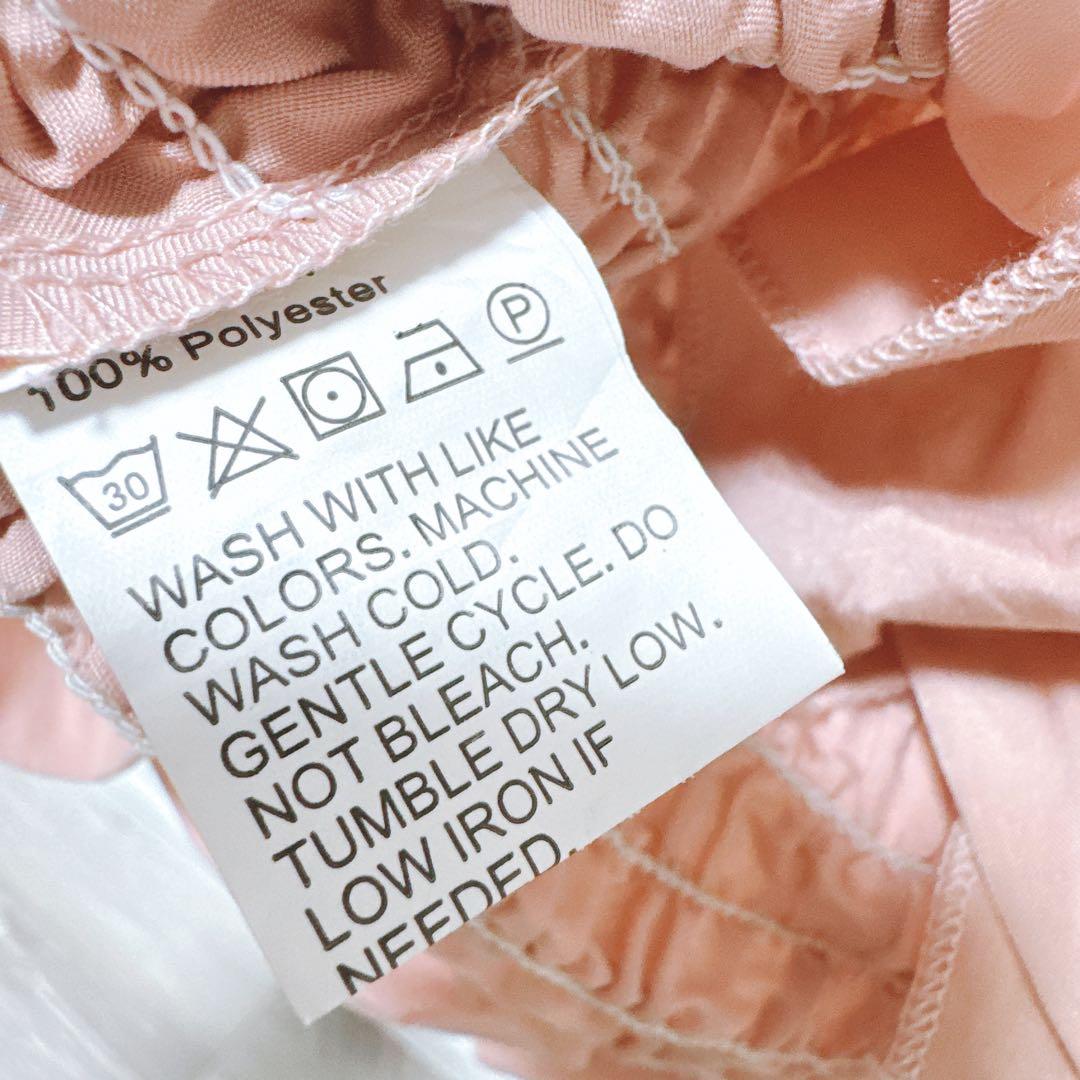 100% Polyester
P
30
WASH WITH LIKE
COLORS. MACHINE
WASH COLD.
GENTLE CYCLE. DO
NOT BLEACH.
TUMBLE DRY LOW.
LOW IRON IF
NEEDED.